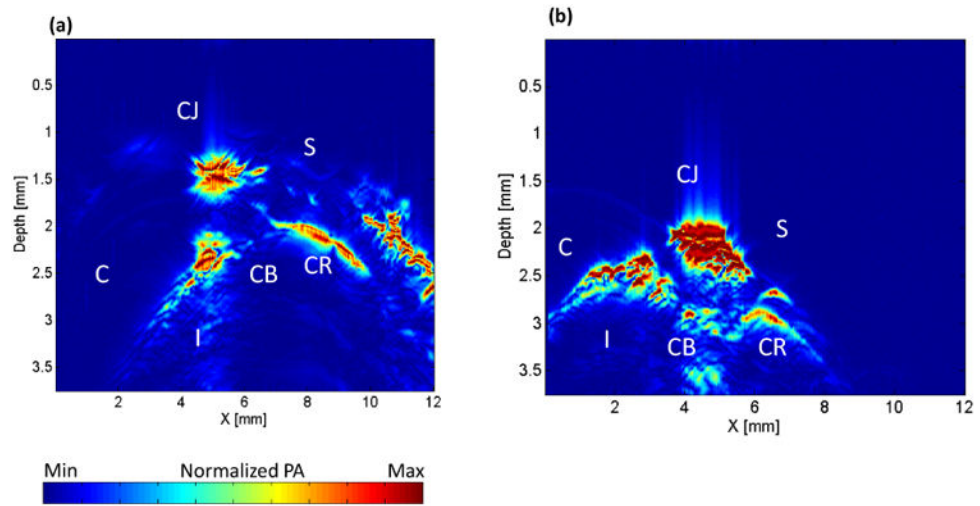 (a)
CJ
S
C
CB
CR
I
Depth [mm]
0.5
1
1.5
2
2.5
3
3.5
2 4 6 8 10 12
X [mm]
(b)
CJ
S
C
I
CB
CR
Depth [mm]
0.5
1
1.5
2
2.5
3
3.5
2 4 6 8 10 12
X [mm]
Min Normalized PA Max